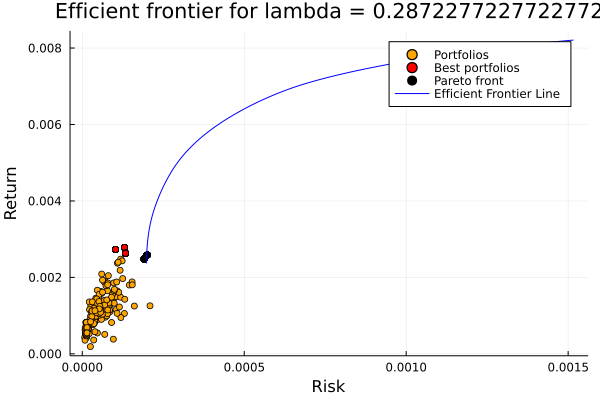 Efficient frontier for lambda = 0.2872277227722772
0.008
Portfolios
Best portfolios
Pareto front
Efficient Frontier Line
0.006
Return
0.004
0.002
0.000
0.0000 0.0005 0.0010 0.0015
Risk